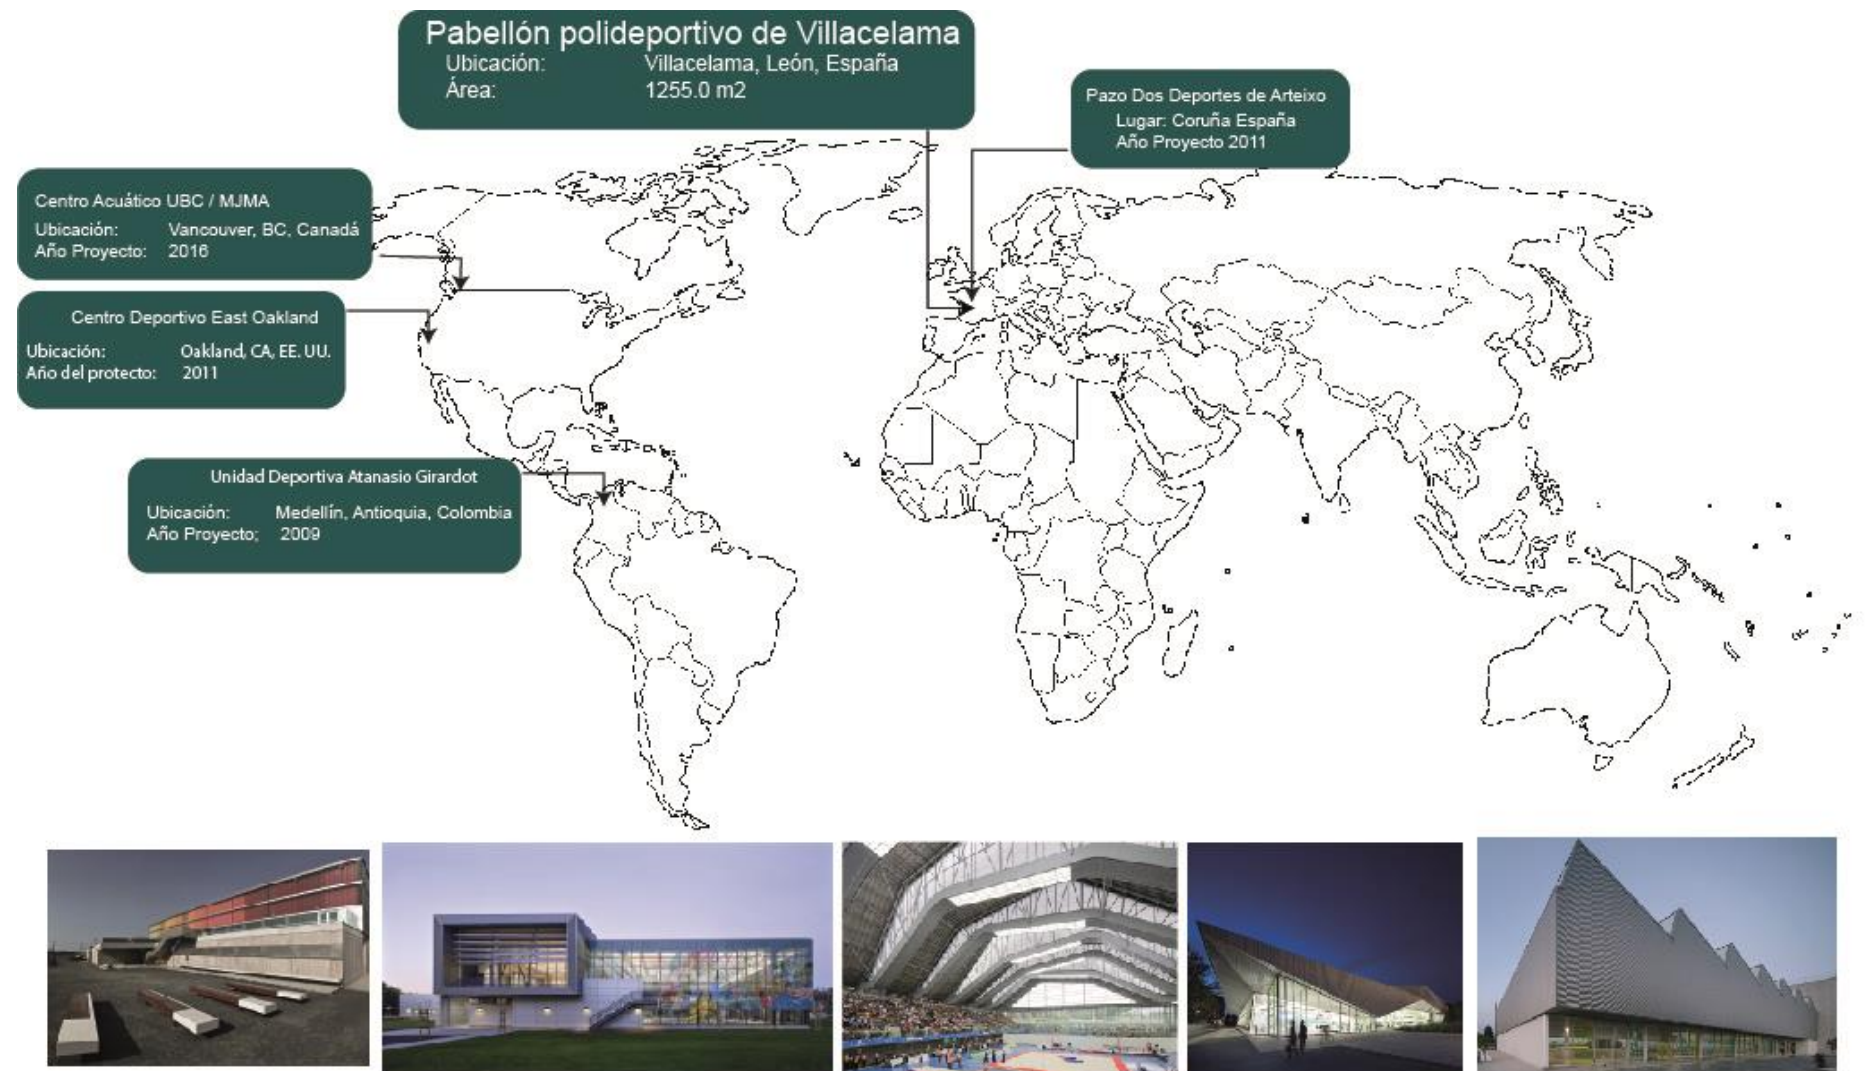 Pabellón polideportivo de Villacelama
Ubicación: Villacelama, León, España
Área: 1255.0 m2
Pazo Dos Deportes de Arteixo
Lugar: Coruña España
Año Proyecto 2011
Centro Acuático UBC / MJMA
Ubicación: Vancouver, BC, Canadá
Año Proyecto: 2016
Centro Deportivo East Oakland
Ubicación: Oakland, CA, EE. UU.
Año del protecto: 2011
Unidad Deportiva Atanasio Girardot
Ubicación: Medellín, Antioquia, Colombia
Año Proyecto; 2009